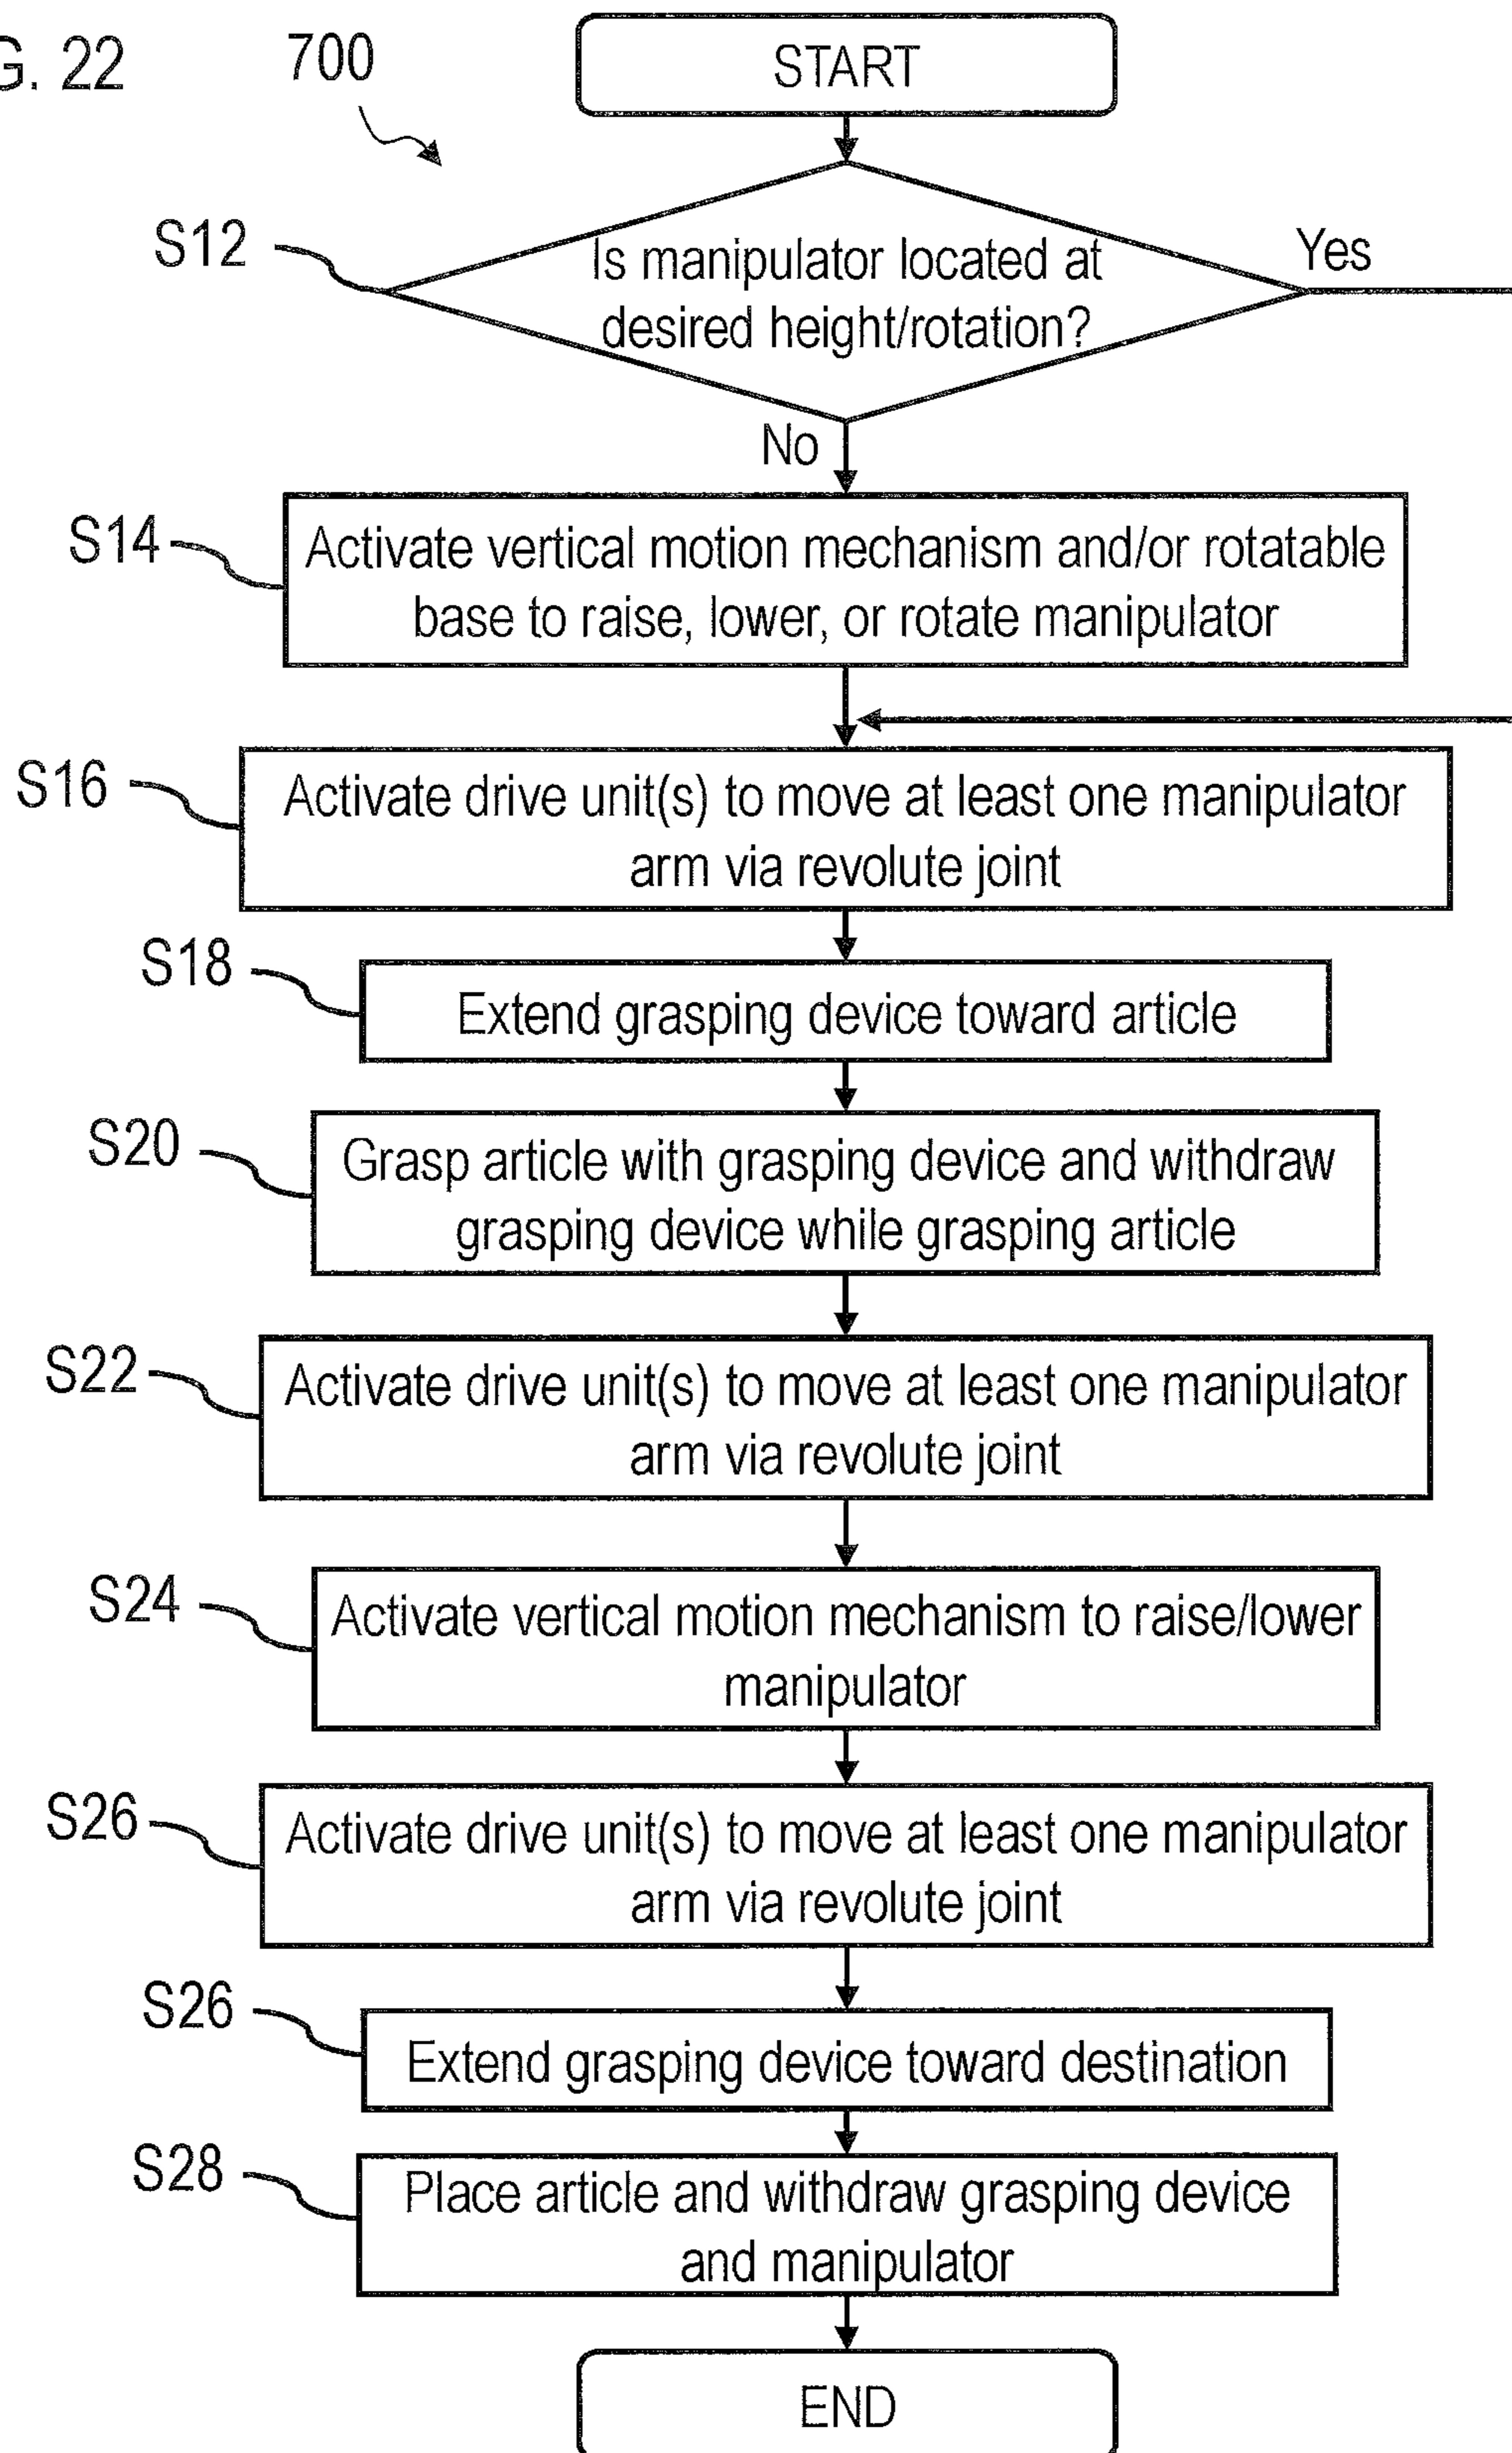 G. 22
700
START
S12
Is manipulator located at
desired height/rotation?
Yes
No
S14
Activate vertical motion mechanism and/or rotatable
base to raise, lower, or rotate manipulator
S16
Activate drive unit(s) to move at least one manipulator
arm via revolute joint
S18
Extend grasping device toward article
S20
Grasp article with grasping device and withdraw
grasping device while grasping article
S22
Activate drive unit(s) to move at least one manipulator
arm via revolute joint
S24
Activate vertical motion mechanism to raise/lower
manipulator
S26
Activate drive unit(s) to move at least one manipulator
arm via revolute joint
S26
Extend grasping device toward destination
S28
Place article and withdraw grasping device
and manipulator
END